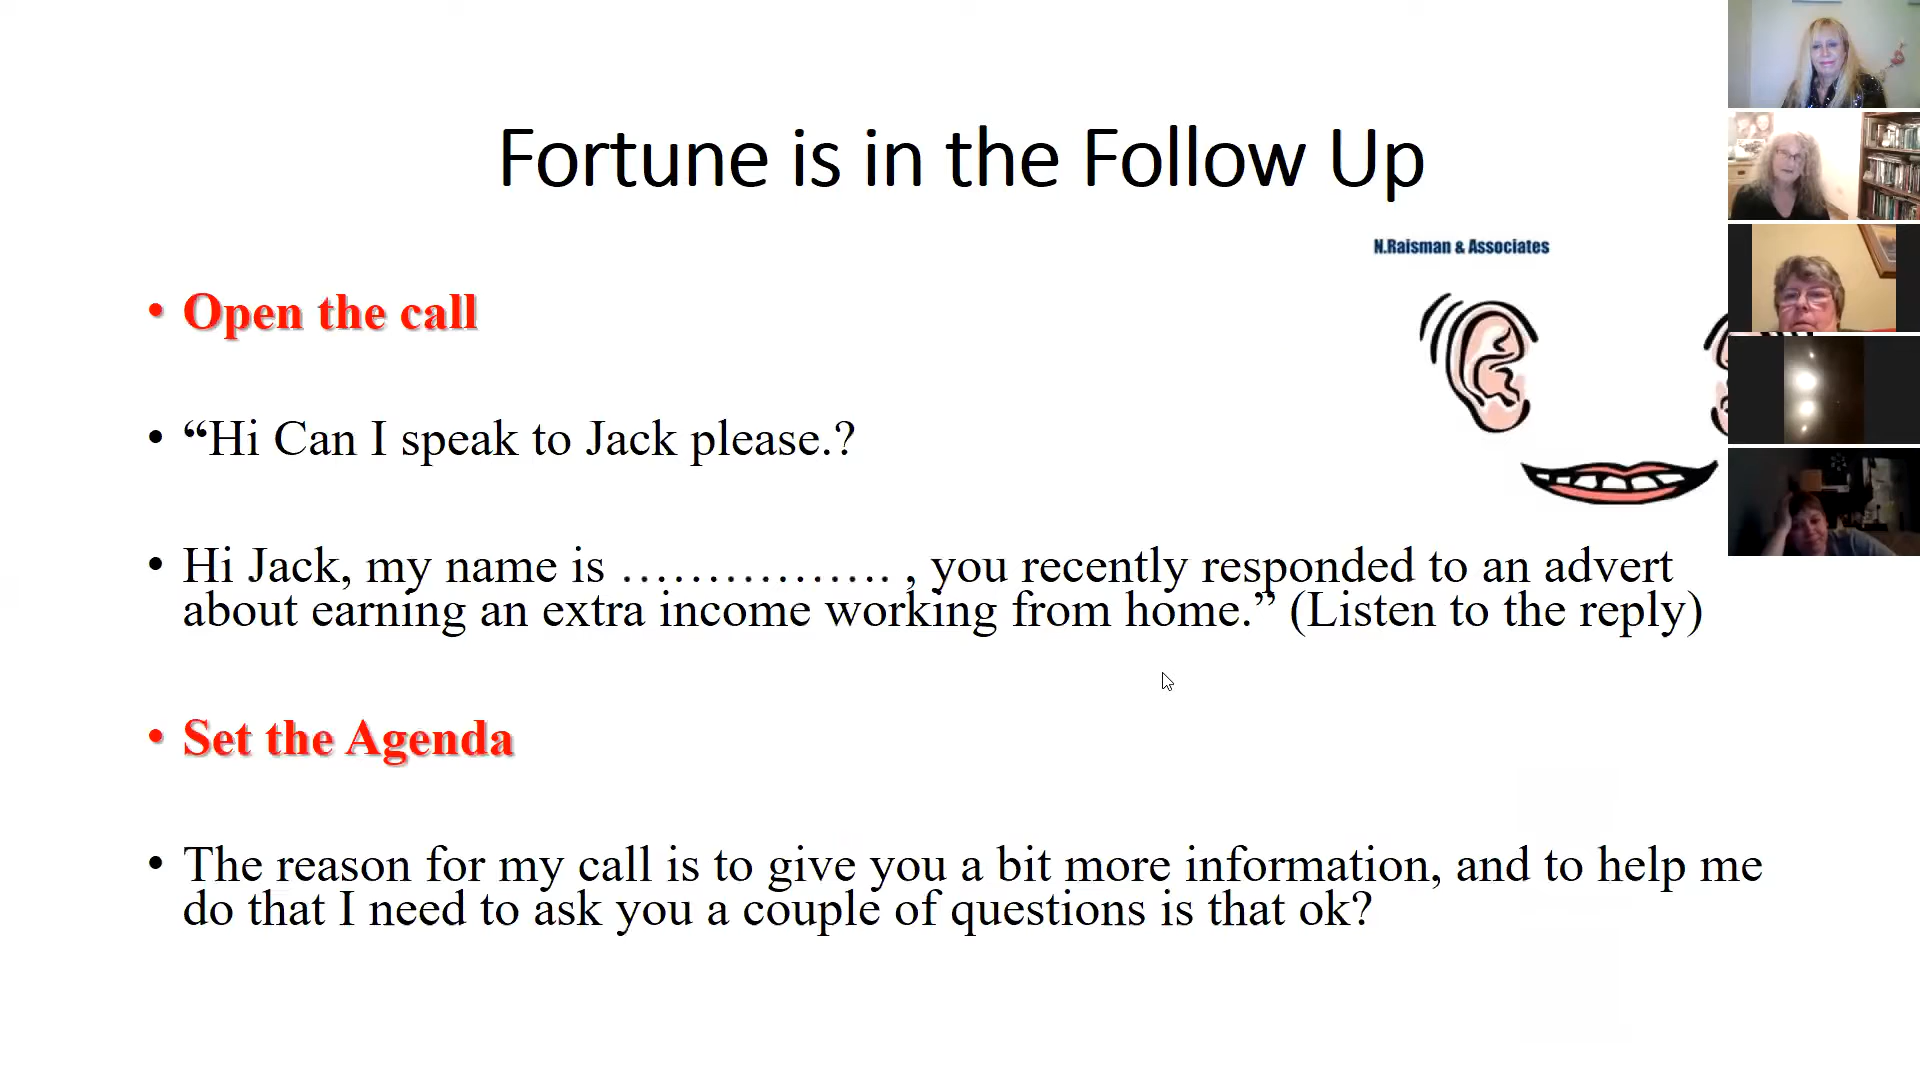 Fortune is in the Follow Up
N.Raisman & Associates
• Open the call
• “Hi Can I speak to Jack please.?
• Hi Jack, my name is ……………. , you recently responded to an advert
about earning an extra income working from home.” (Listen to the reply)
• Set the Agenda
• The reason for my call is to give you a bit more information, and to help me
do that I need to ask you a couple of questions is that ok?